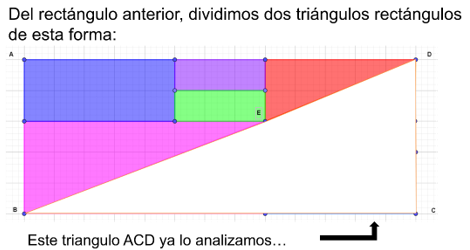 Del rectángulo anterior, dividimos dos triángulos rectángulos
de esta forma:
A
D
E
B
C
Este triangulo ACD ya lo analizamos...